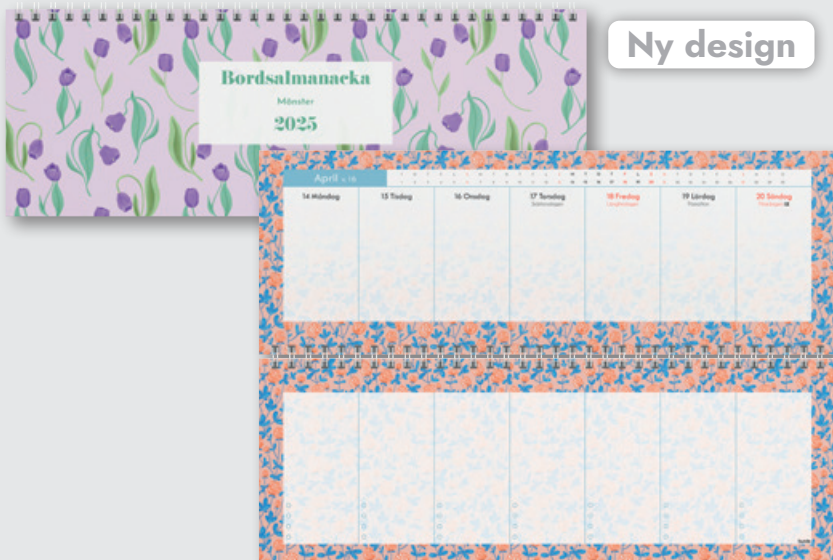 Ny design
Bordsalmanacka
Mönster
2025
April v.16
14 Måndag
15 Tisdag
16 Onsdag
17 Torsdag
Skärtorsdagen
18 Fredag
Långfredagen
19 Lördag
Påskafton
20 Söndag
Påskdagen